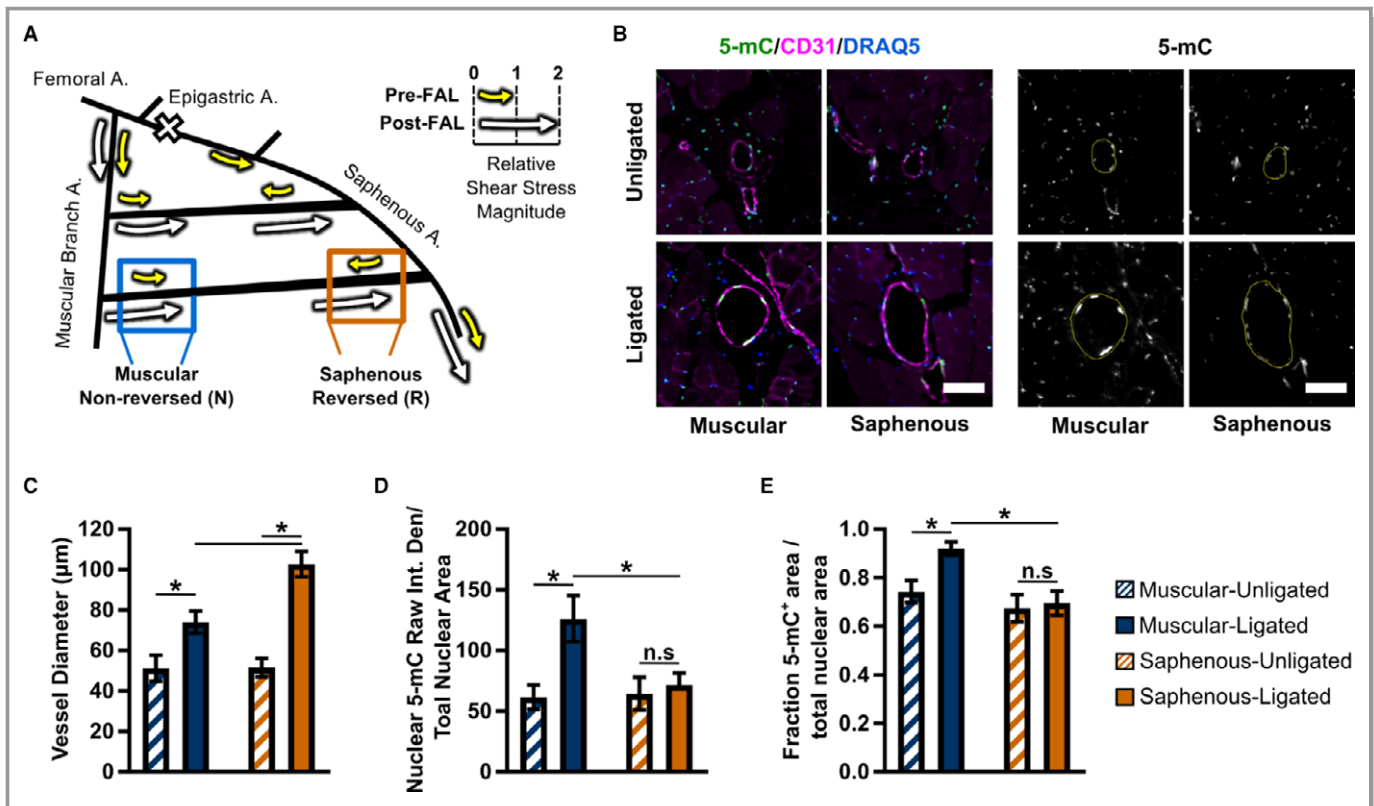 A
Femoral A.
Epigastric A.
Muscular Branch A.
Saphenous A.
0 1 2
Pre-FAL
Post-FAL
Relative
Shear Stress
Magnitude
Muscular
Non-reversed (N)
Saphenous
Reversed (R)
B
5-mC/CD31/DRAQ5
5-mC
Unligated
Ligated
Muscular
Saphenous
Muscular
Saphenous
C
Vessel Diameter (µm)
120
100
80
60
40
20
0
*
*
D
Nuclear 5-mC Raw Int. Den/
Toal Nuclear Area
200
150
100
50
0
*
*
n.s
E
Fraction 5-mC⁺ area /
total nuclear area
1.0
0.8
0.6
0.4
0.2
0.0
*
*
n.s
Muscular-Unligated
Muscular-Ligated
Saphenous-Unligated
Saphenous-Ligated